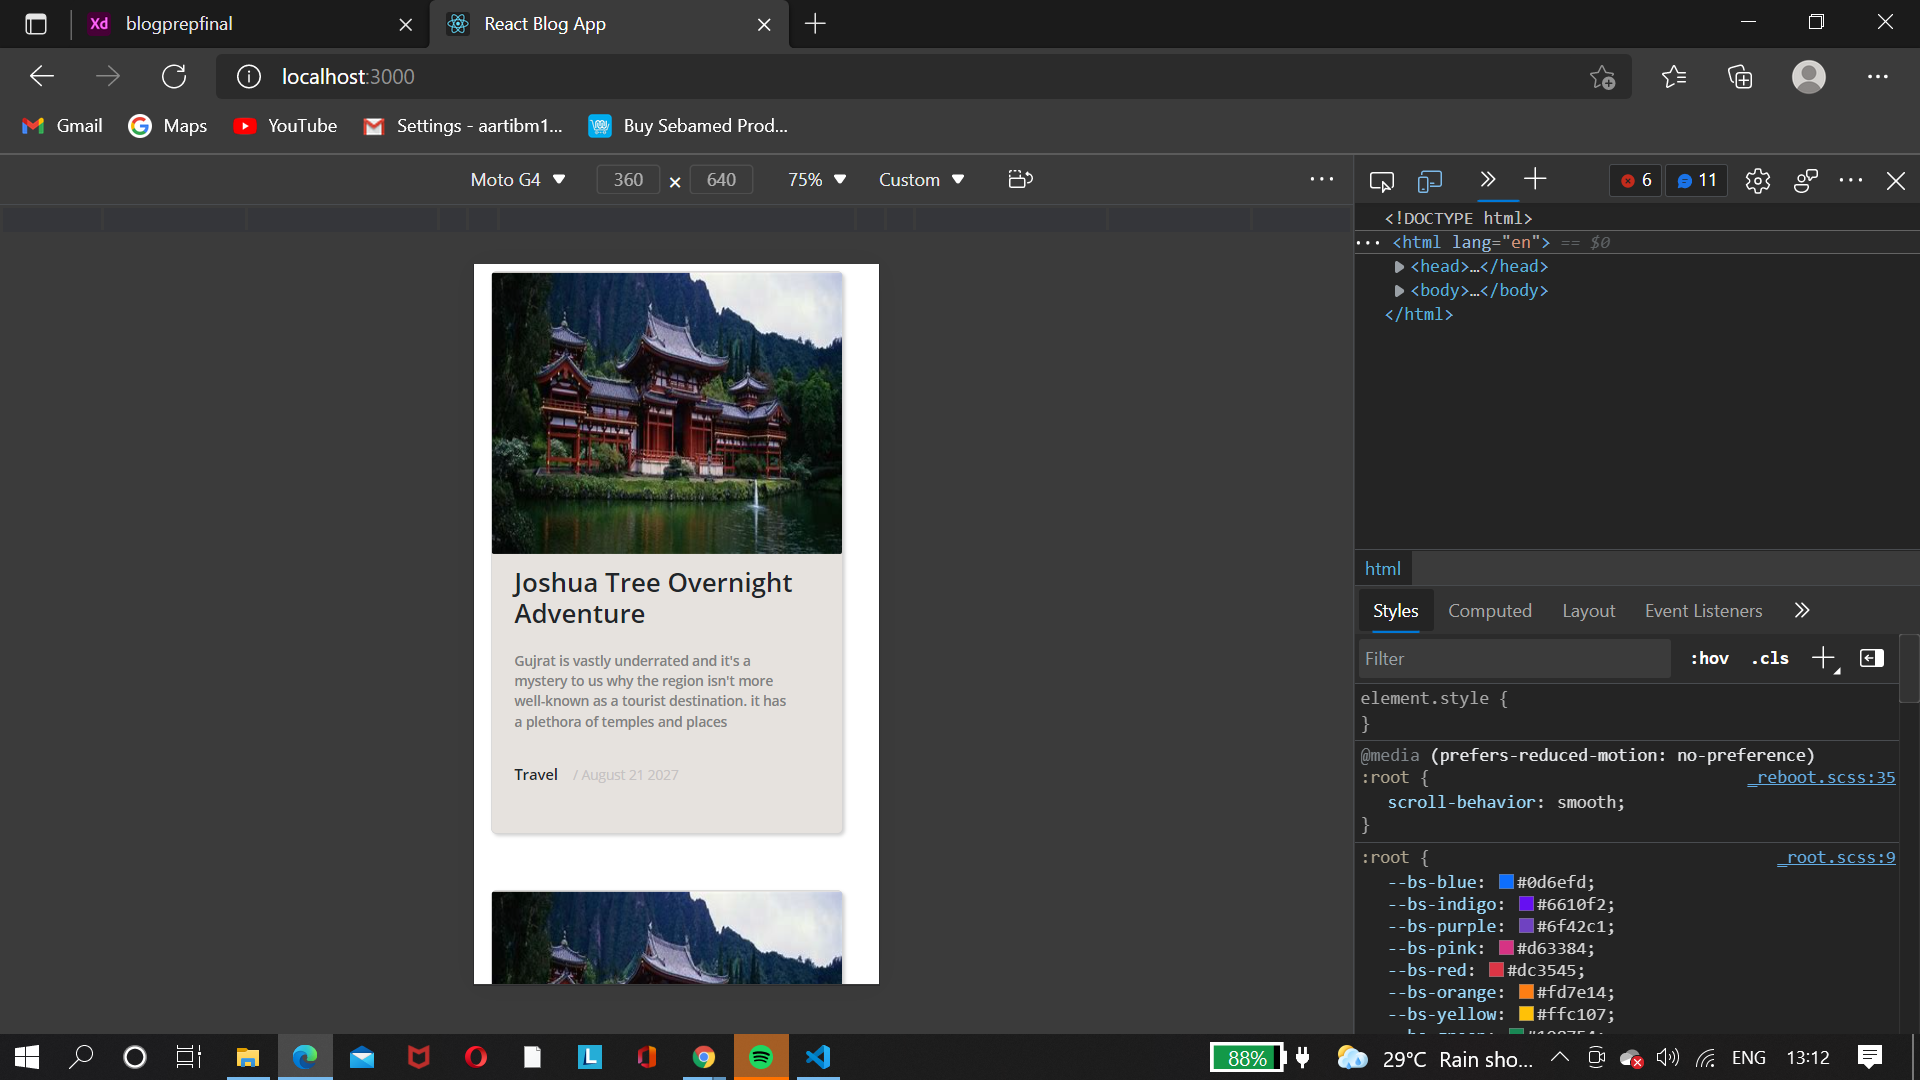 Xd blogprepfinal
React Blog App
localhost:3000
Gmail
Maps
YouTube
Settings - aartibm1...
Buy Sebamed Prod...
Moto G4
360 × 640
75%
Custom
Joshua Tree Overnight
Adventure
Gujrat is vastly underrated and it's a
mystery to us why the region isn't more
well-known as a tourist destination. it has
a plethora of temples and places
Travel / August 21 2027
6
11
<!DOCTYPE html>
... <html lang="en"> == $0
<head>…</head>
<body>…</body>
</html>
html
Styles
Computed
Layout
Event Listeners
Filter
:hov
.cls
element.style {
}
@media (prefers-reduced-motion: no-preference)
:root {
_reboot.scss:35
scroll-behavior: smooth;
}
:root {
_root.scss:9
--bs-blue: #0d6efd;
--bs-indigo: #6610f2;
--bs-purple: #6f42c1;
--bs-pink: #d63384;
--bs-red: #dc3545;
--bs-orange: #fd7e14;
--bs-yellow: #ffc107;
L
88%
29°C Rain sho...
ENG
13:12